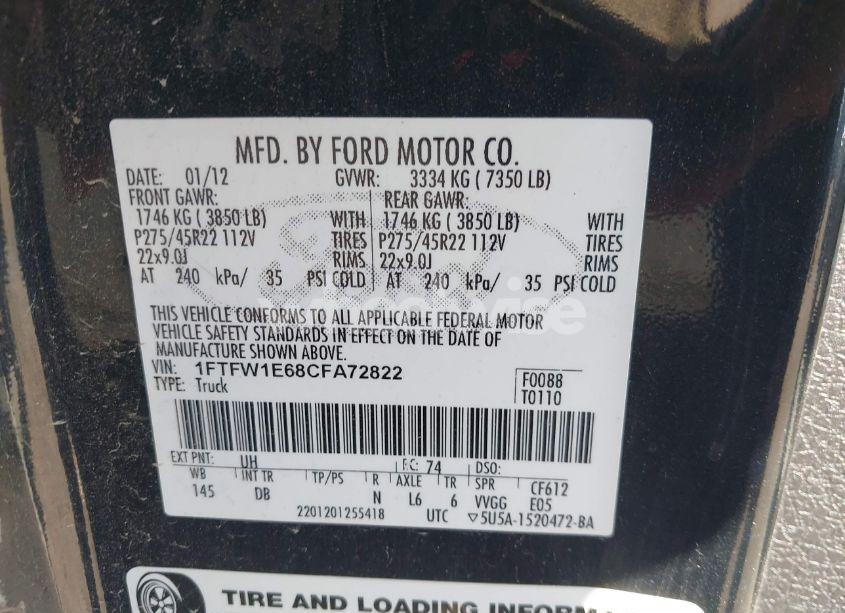 MFD. BY FORD MOTOR CO.
DATE: 01/12 GVWR: 3334 KG ( 7350 LB)
FRONT GAWR: REAR GAWR:
1746 KG ( 3850 LB) WITH 1746 KG ( 3850 LB) WITH
P275/45R22 112V TIRES P275/45R22 112V TIRES
22x9.0J RIMS 22x9.0J RIMS
AT 240 kPa/ 35 PSI COLD AT 240 kPa/ 35 PSI COLD
THIS VEHICLE CONFORMS TO ALL APPLICABLE FEDERAL MOTOR
VEHICLE SAFETY STANDARDS IN EFFECT ON THE DATE OF
MANUFACTURE SHOWN ABOVE.
VIN: 1FTFW1E68CFA72822
TYPE: Truck
F0088
T0110
EXT PNT: UH RC: 74 DSO:
WB INT TR TP/PS R AXLE TR SPR CF612
145 DB N L6 6 VVGG E05
2201201255418 UTC ▽5U5A-1520472-BA
TIRE AND LOADING